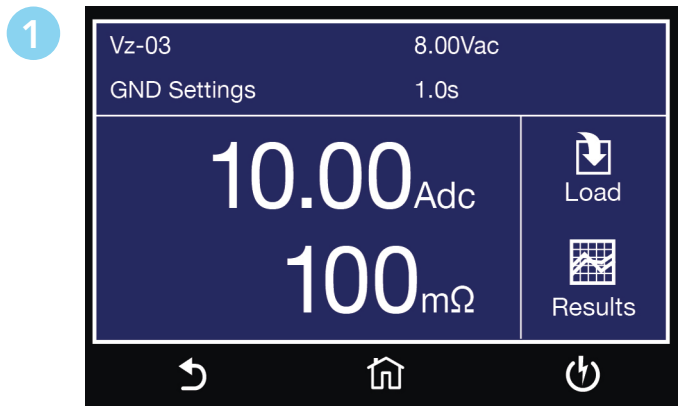 1
Vz-03 8.00Vac
GND Settings 1.0s
10.00Adc
Load
100mΩ
Results